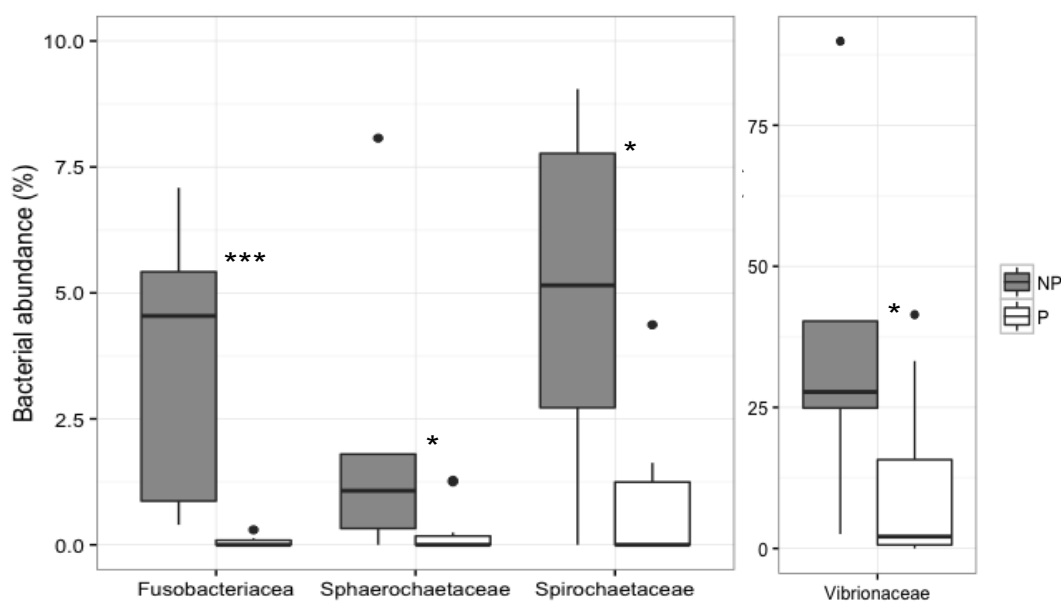 Bacterial abundance (%)
10.0
7.5
5.0
2.5
0.0
***
*
*
Fusobacteriacea
Sphaerochaetaceae
Spirochaetaceae
75
50
25
0
*
Vibrionaceae
NP
P